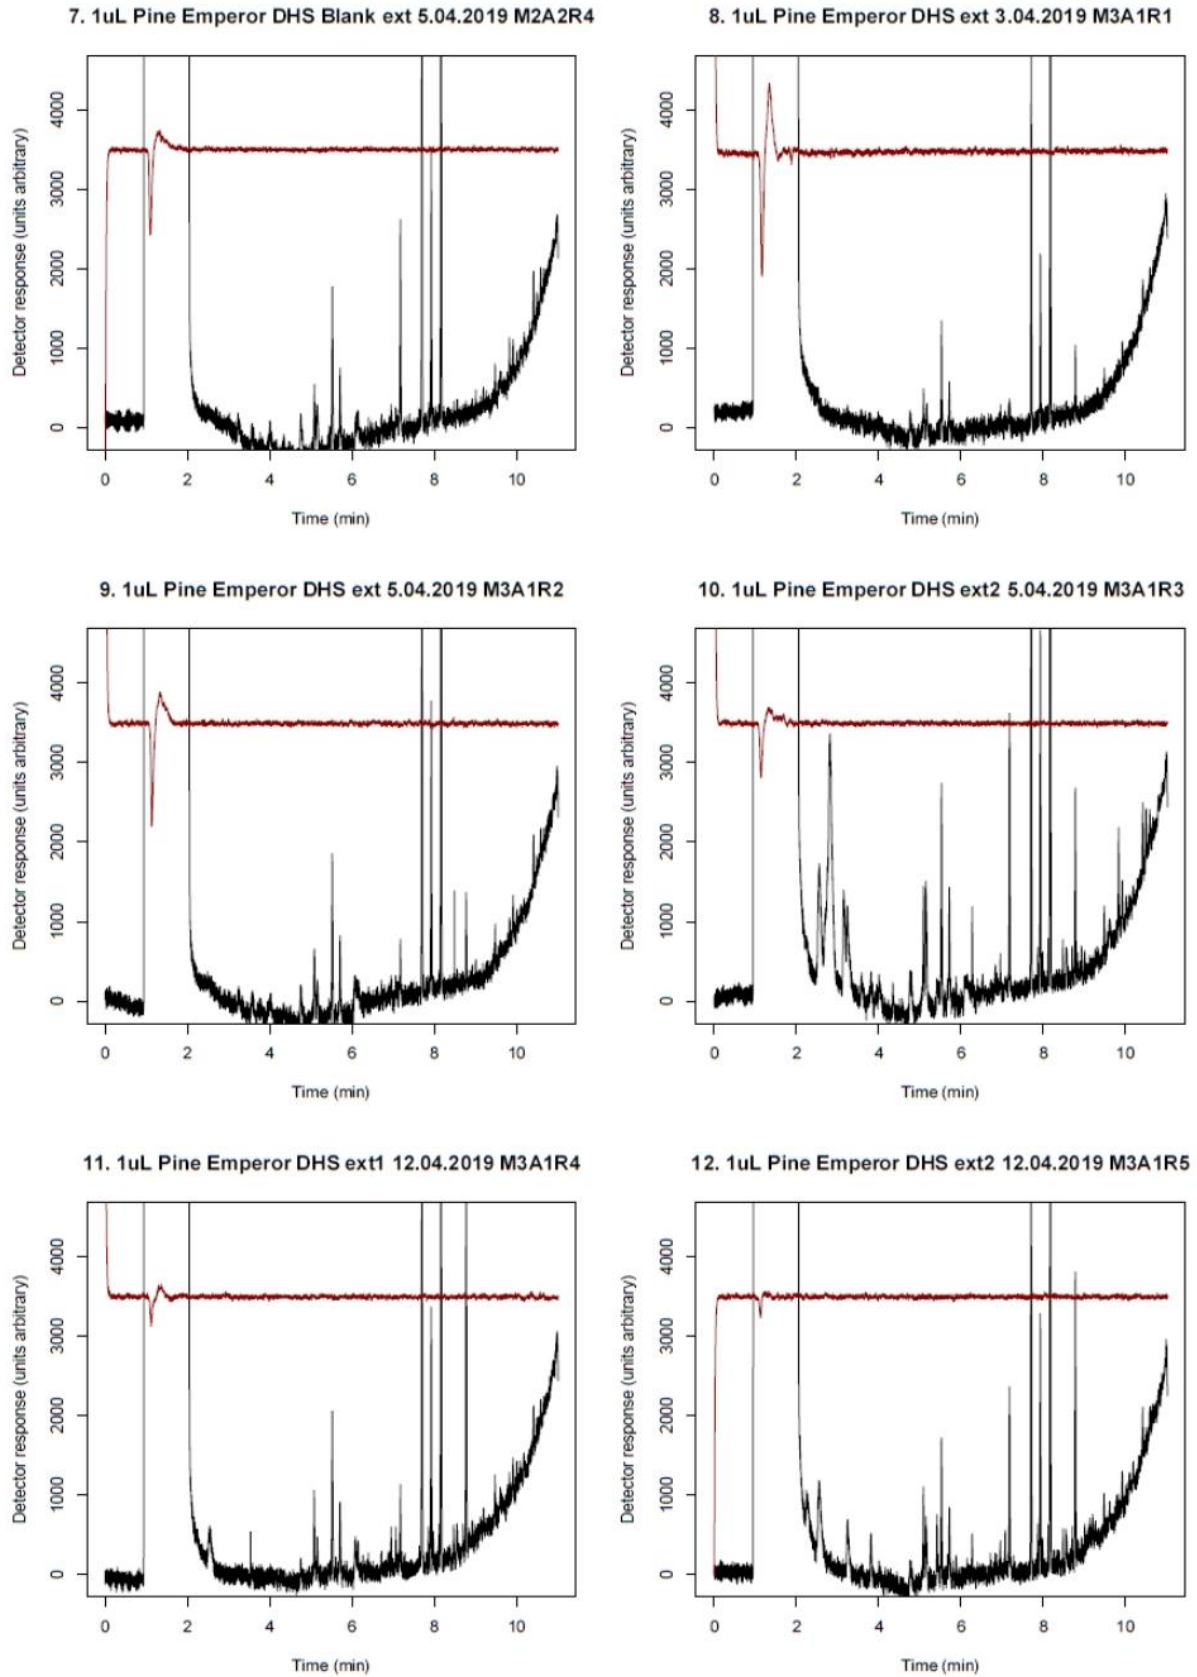 7. 1uL Pine Emperor DHS Blank ext 5.04.2019 M2A2R4
Detector response (units arbitrary)
4000
3000
2000
1000
0
0 2 4 6 8 10
Time (min)
8. 1uL Pine Emperor DHS ext 3.04.2019 M3A1R1
Detector response (units arbitrary)
4000
3000
2000
1000
0
0 2 4 6 8 10
Time (min)
9. 1uL Pine Emperor DHS ext 5.04.2019 M3A1R2
Detector response (units arbitrary)
4000
3000
2000
1000
0
0 2 4 6 8 10
Time (min)
10. 1uL Pine Emperor DHS ext2 5.04.2019 M3A1R3
Detector response (units arbitrary)
4000
3000
2000
1000
0
0 2 4 6 8 10
Time (min)
11. 1uL Pine Emperor DHS ext1 12.04.2019 M3A1R4
Detector response (units arbitrary)
4000
3000
2000
1000
0
0 2 4 6 8 10
Time (min)
12. 1uL Pine Emperor DHS ext2 12.04.2019 M3A1R5
Detector response (units arbitrary)
4000
3000
2000
1000
0
0 2 4 6 8 10
Time (min)